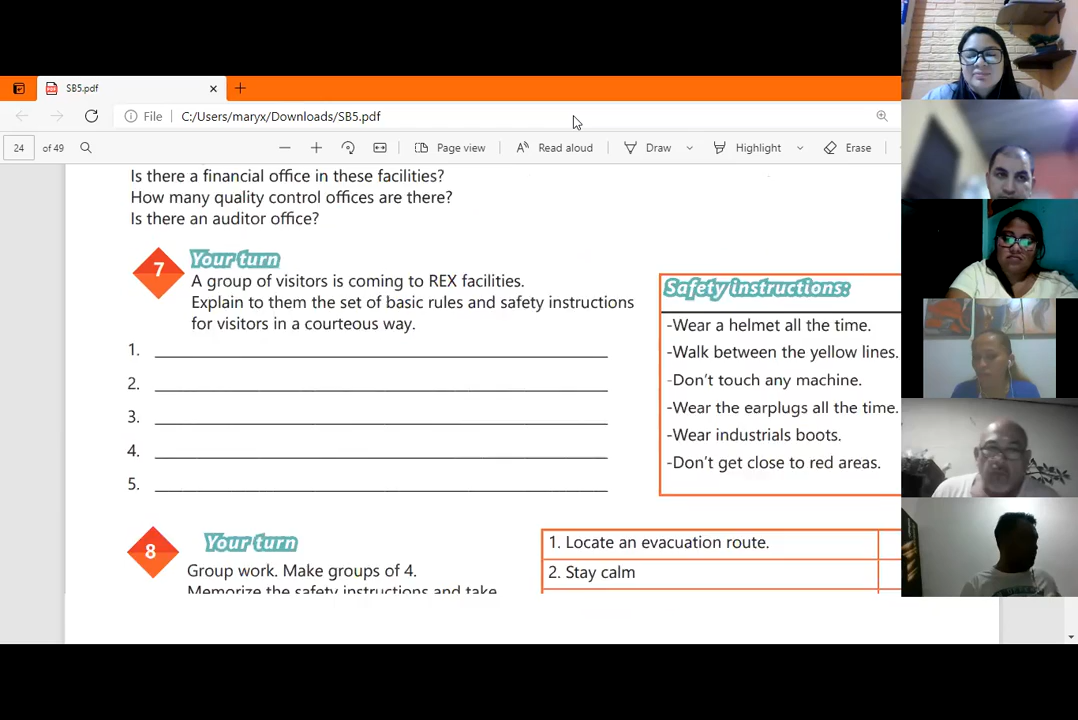 SB5.pdf
File C:/Users/maryx/Downloads/SB5.pdf
24 of 49 Page view Read aloud Draw Highlight Erase
Is there a financial office in these facilities?
How many quality control offices are there?
Is there an auditor office?
7 Your turn
A group of visitors is coming to REX facilities.
Explain to them the set of basic rules and safety instructions
for visitors in a courteous way.
1.
2.
3.
4.
5.
Safety instructions:
-Wear a helmet all the time.
-Walk between the yellow lines.
-Don't touch any machine.
-Wear the earplugs all the time.
-Wear industrials boots.
-Don't get close to red areas.
8 Your turn
Group work. Make groups of 4.
Memorize the safety instructions and take
1. Locate an evacuation route.
2. Stay calm